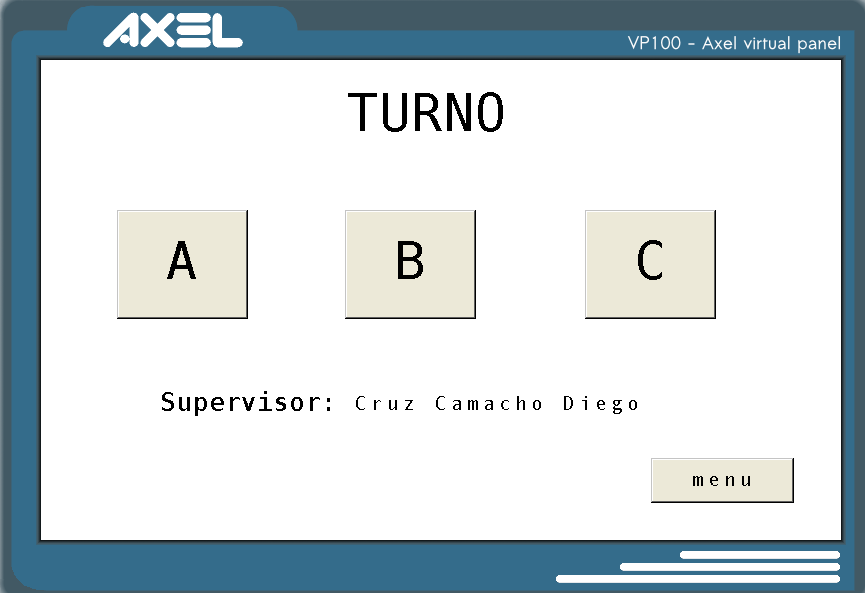 AXEL
VP100 - Axel virtual panel
TURNO
A B C
Supervisor: Cruz Camacho Diego
menu